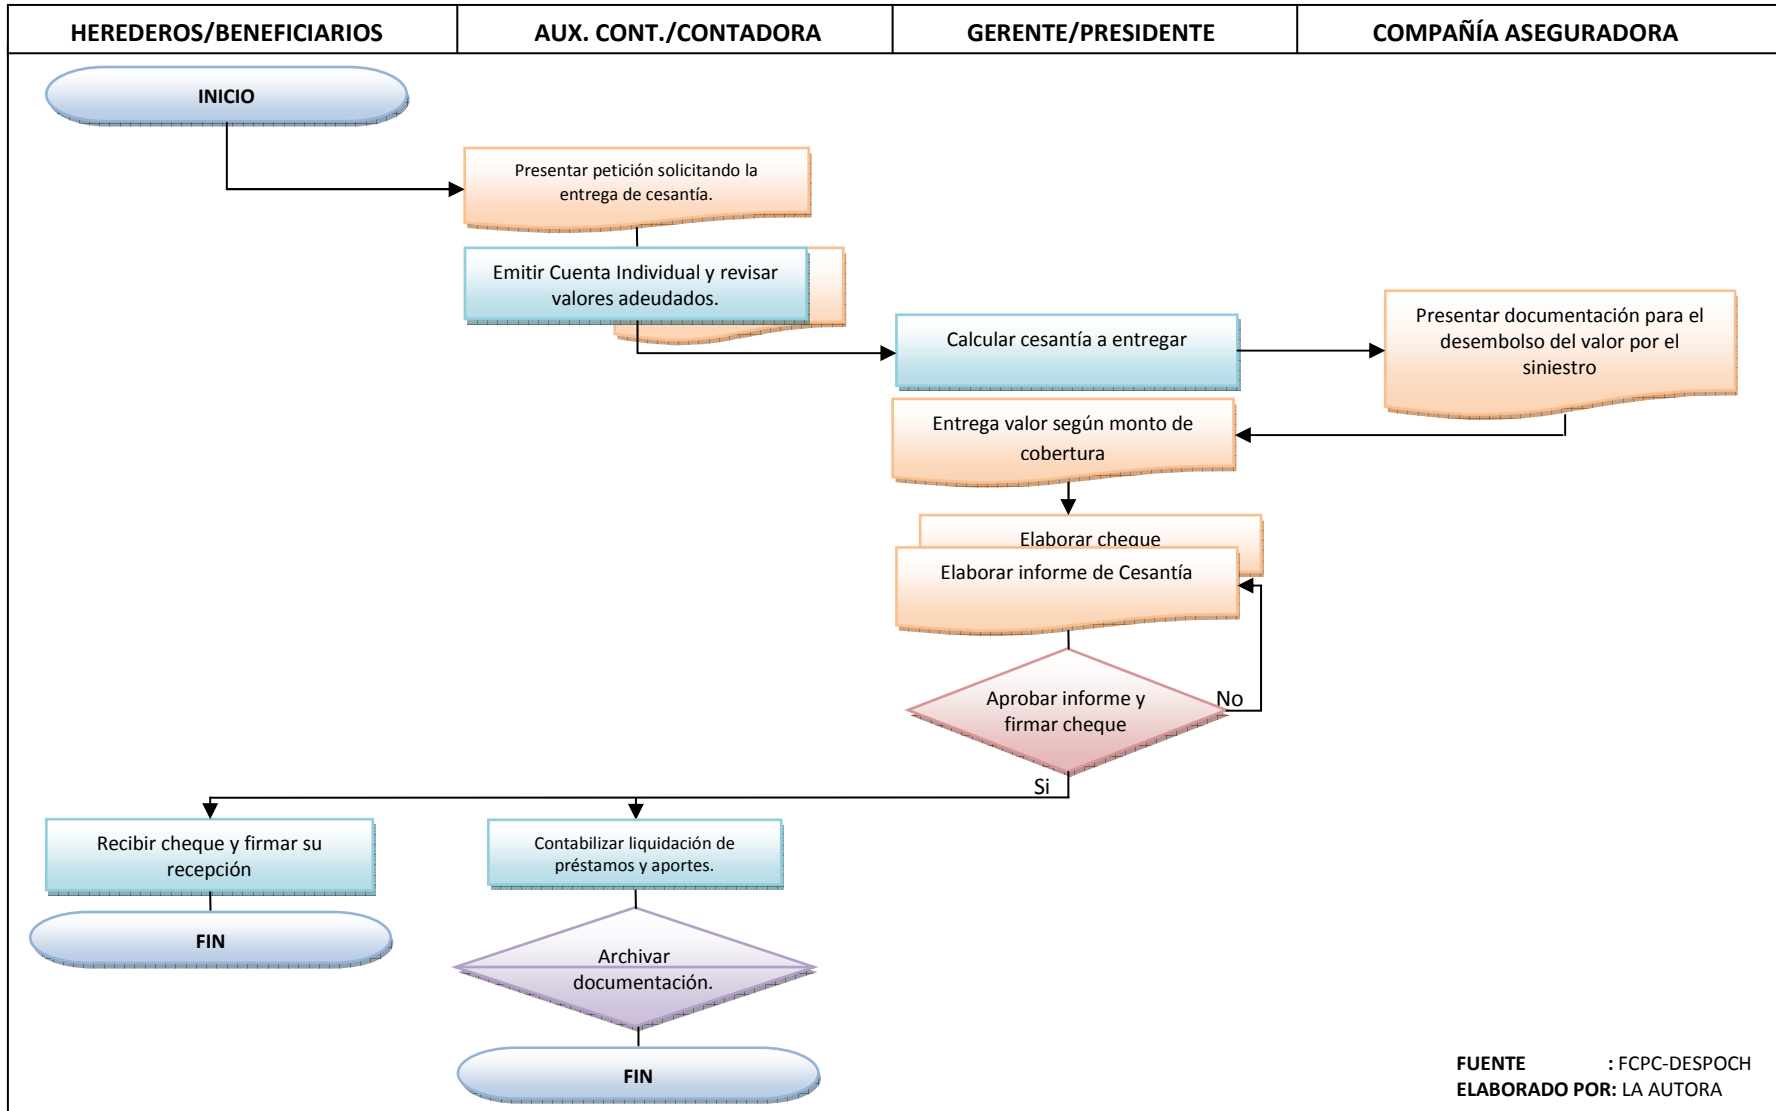 HEREDEROS/BENEFICIARIOS
AUX. CONT./CONTADORA
GERENTE/PRESIDENTE
COMPAÑÍA ASEGURADORA
INICIO
Presentar petición solicitando la
entrega de cesantía.
Emitir Cuenta Individual y revisar
valores adeudados.
Calcular cesantía a entregar
Presentar documentación para el
desembolso del valor por el
siniestro
Entrega valor según monto de
cobertura
Elaborar cheque
Elaborar informe de Cesantía
Aprobar informe y
firmar cheque
No
Si
Recibir cheque y firmar su
recepción
Contabilizar liquidación de
préstamos y aportes.
FIN
Archivar
documentación.
FIN
FUENTE : FCPC-DESPOCH
ELABORADO POR: LA AUTORA